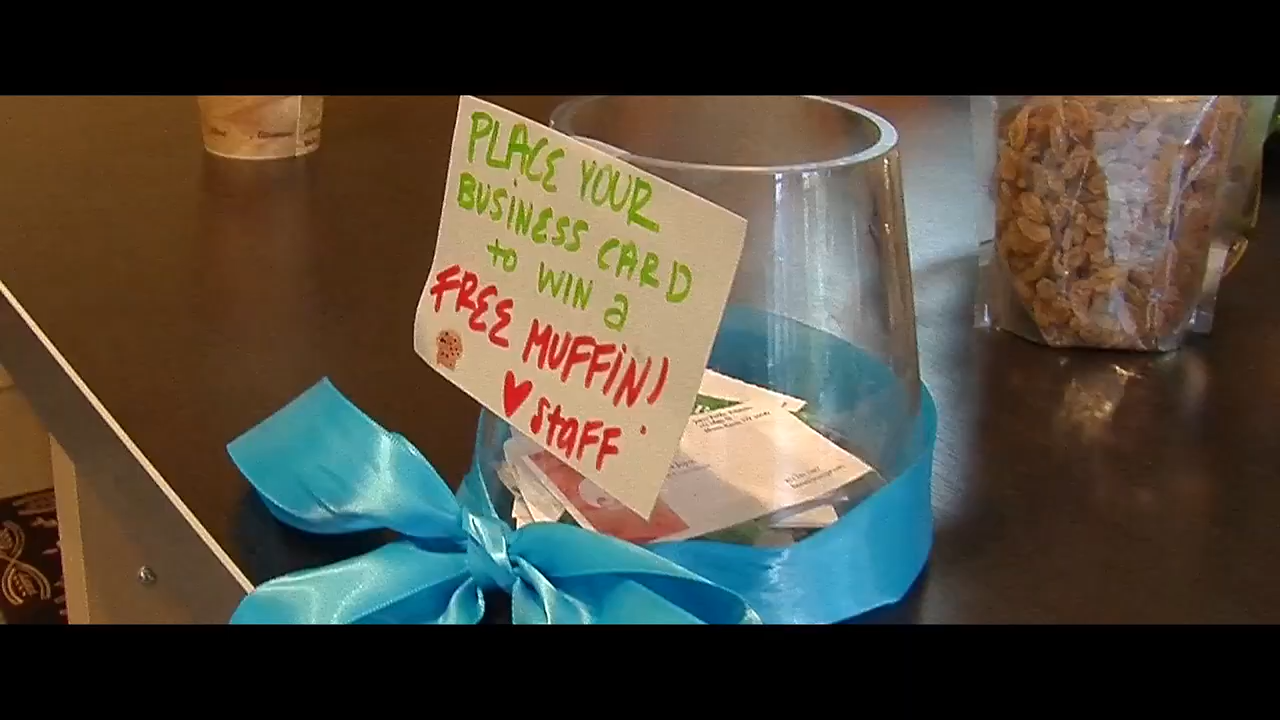 PLACE YOUR
BUSINESS CARD
to WIN a
FREE MUFFIN!
♥ Staff